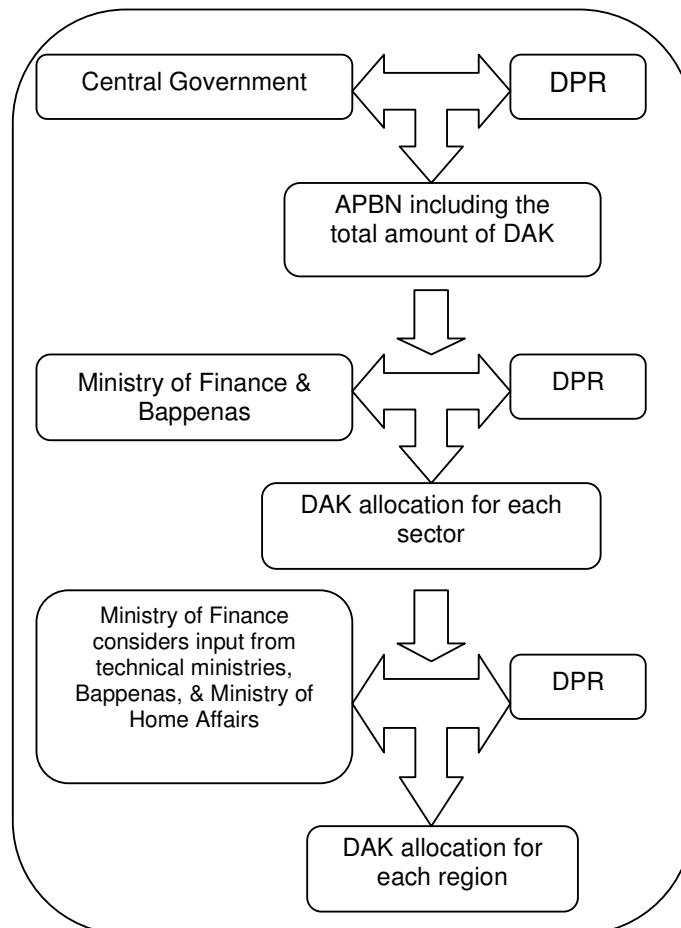 Central Government
DPR
APBN including the
total amount of DAK
Ministry of Finance &
Bappenas
DPR
DAK allocation for each
sector
Ministry of Finance
considers input from
technical ministries,
Bappenas, & Ministry of
Home Affairs
DPR
DAK allocation for
each region